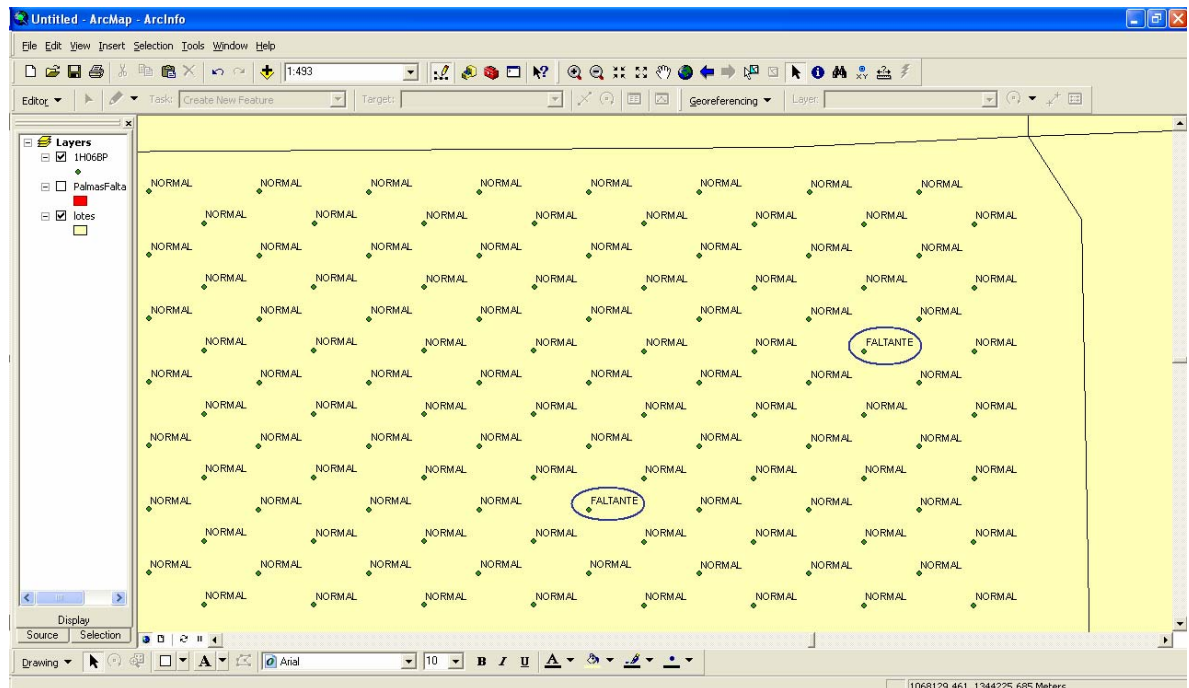 Untitled - ArcMap - ArcInfo
File Edit View Insert Selection Tools Window Help
1:493
Editor Task: Create New Feature Target: Georeferencing Layer:
Layers
1H06BP
PalmasFalta
lotes
NORMAL NORMAL NORMAL NORMAL NORMAL NORMAL NORMAL NORMAL
NORMAL NORMAL NORMAL NORMAL NORMAL NORMAL NORMAL NORMAL
NORMAL NORMAL NORMAL NORMAL NORMAL NORMAL NORMAL NORMAL
NORMAL NORMAL NORMAL NORMAL NORMAL NORMAL NORMAL NORMAL
NORMAL NORMAL NORMAL NORMAL NORMAL NORMAL NORMAL NORMAL
NORMAL NORMAL NORMAL NORMAL NORMAL NORMAL FALTANTE NORMAL
NORMAL NORMAL NORMAL NORMAL NORMAL NORMAL NORMAL NORMAL
NORMAL NORMAL NORMAL NORMAL NORMAL NORMAL NORMAL NORMAL
NORMAL NORMAL NORMAL NORMAL NORMAL NORMAL NORMAL NORMAL
NORMAL NORMAL NORMAL NORMAL NORMAL NORMAL NORMAL NORMAL
NORMAL NORMAL NORMAL NORMAL FALTANTE NORMAL NORMAL NORMAL
NORMAL NORMAL NORMAL NORMAL NORMAL NORMAL NORMAL NORMAL
NORMAL NORMAL NORMAL NORMAL NORMAL NORMAL NORMAL NORMAL
NORMAL NORMAL NORMAL NORMAL NORMAL NORMAL NORMAL NORMAL
Display
Source Selection
Drawing A Arial 10 B I U A
1068129.461 1344225.685 Meters